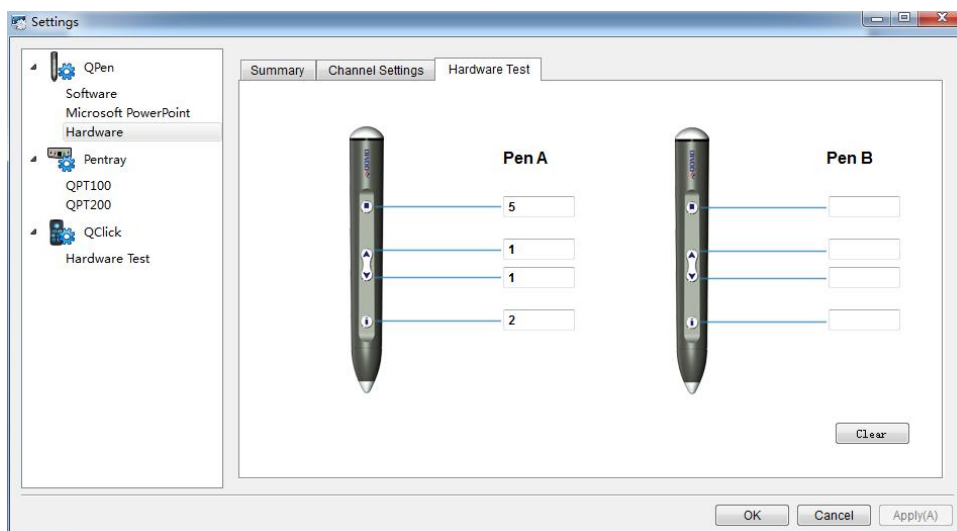 Settings
QPen
Software
Microsoft PowerPoint
Hardware
Pentray
QPT100
QPT200
QClick
Hardware Test
Summary Channel Settings Hardware Test
Pen A
5
1
1
2
Pen B
Clear
OK Cancel Apply(A)